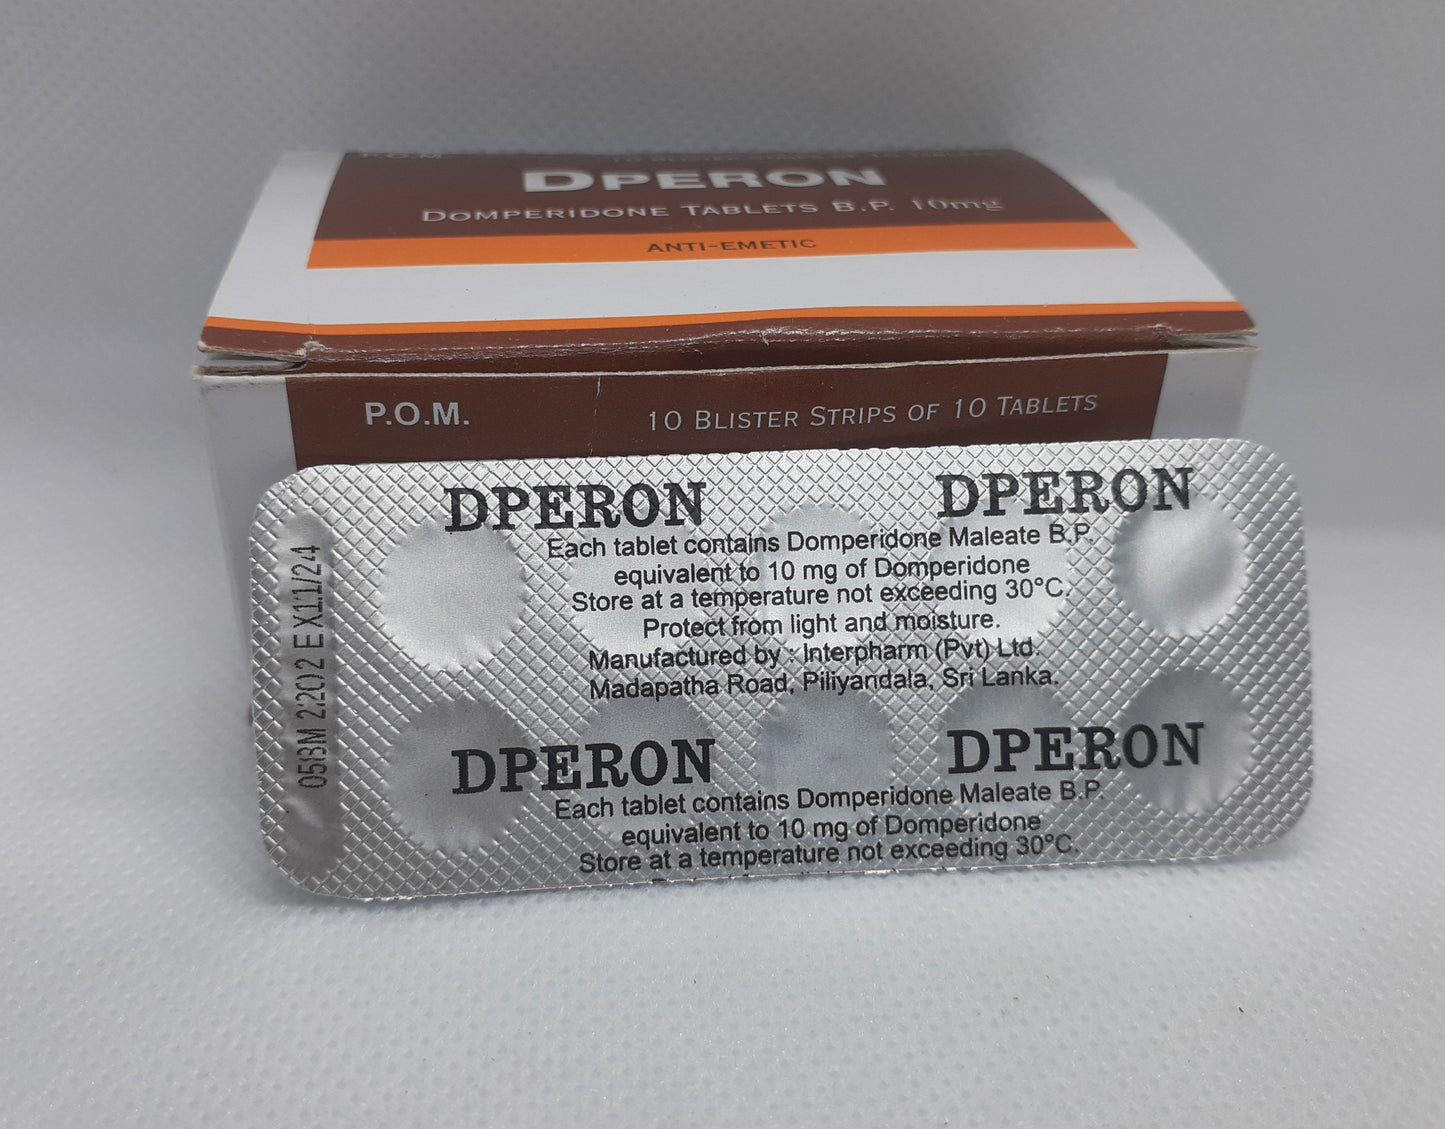 P.O.M
DPERON
DOMPERIDONE TABLETS B.P. 10mg
ANTI-EMETIC
P.O.M.
10 BLISTER STRIPS OF 10 TABLETS
DPERON DPERON
Each tablet contains Domperidone Maleate B.P.
equivalent to 10 mg of Domperidone
Store at a temperature not exceeding 30°C.
Protect from light and moisture.
Manufactured by : Interpharm (Pvt) Ltd.
Madapatha Road, Piliyandala, Sri Lanka.
DPERON DPERON
Each tablet contains Domperidone Maleate B.P.
equivalent to 10 mg of Domperidone
Store at a temperature not exceeding 30°C.
E X11/24